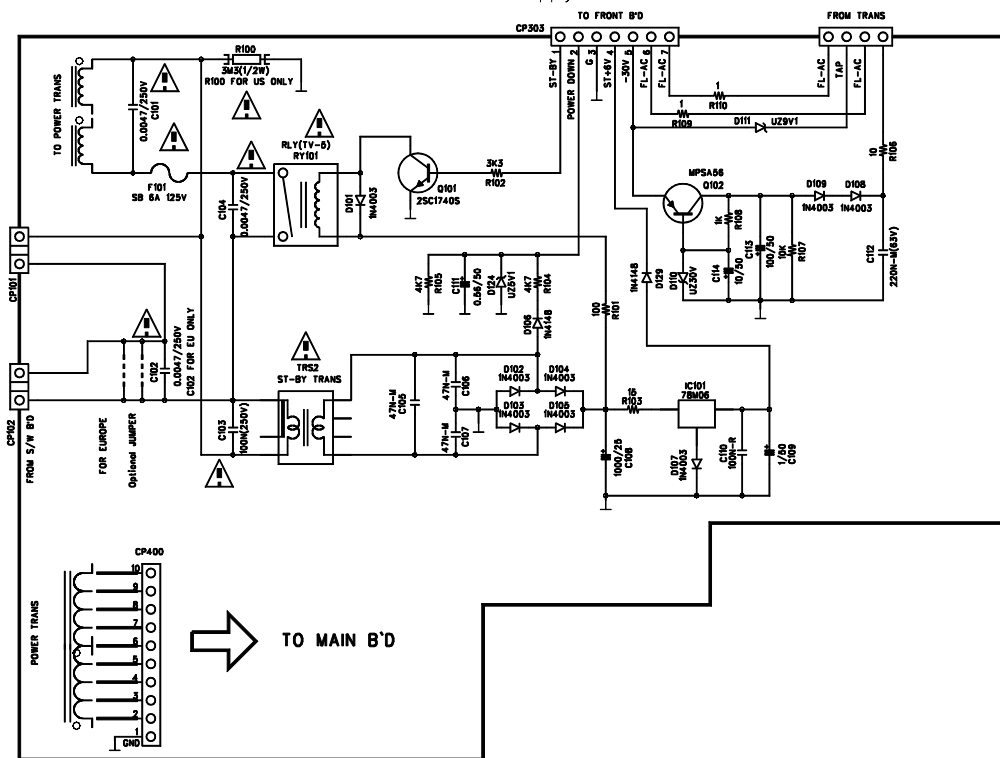 TO FRONT B'D
FROM TRANS
CP303
1
2
3
4
5
6
7
ST-BY
POWER DOWN
G
ST+6V
-30V
FL-AC
FL-AC
FL-AC
TAP
FL-AC
R100
3M3(1/2W)
R100 FOR US ONLY
TO POWER TRANS
0.0047/250V
C101
F101
SB 6A 125V
RLY(TV-5)
RY101
C104
0.0047/250V
D101
1N4003
Q101
2SC1740S
3K3
R102
1
R110
1
R109
D111
UZ9V1
10
R106
MPSA56
Q102
D109
1N4003
D108
1N4003
1K
R108
C113
100/50
10K
R107
C112
220N-M(63V)
D110
UZ30V
C114
10/50
1N4148
D129
CP101
4K7
R105
C111
0.56/50
D124
UZ5V1
4K7
R104
D106
1N4148
100
R101
C102
0.0047/250V
C102 FOR EU ONLY
TRS2
ST-BY TRANS
CP102
FROM S/W B'D
FOR EUROPE
Optional JUMPER
C103
100N(250V)
47N-M
C105
47N-M
C106
47N-M
C107
D102
1N4003
D104
1N4003
D103
1N4003
D105
1N4003
R103
IC101
78M06
1000/25
C108
D107
1N4003
C110
100N-R
1/50
C109
CP400
POWER TRANS
10
9
8
7
6
5
4
3
2
1
GND
TO MAIN B'D